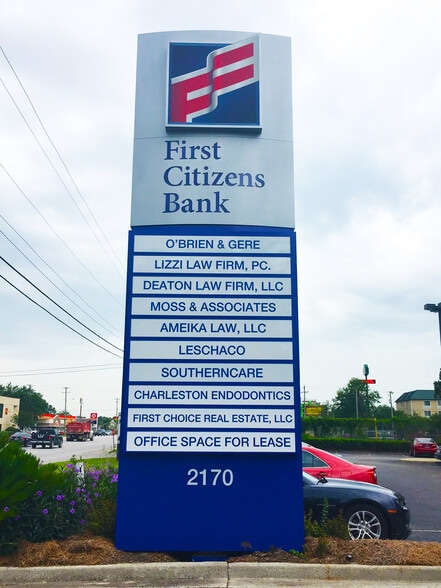 First
Citizens
Bank
O'BRIEN & GERE
LIZZI LAW FIRM, PC.
DEATON LAW FIRM, LLC
MOSS & ASSOCIATES
AMEIKA LAW, LLC
LESCHACO
SOUTHERNCARE
CHARLESTON ENDODONTICS
FIRST CHOICE REAL ESTATE, LLC
OFFICE SPACE FOR LEASE
2170